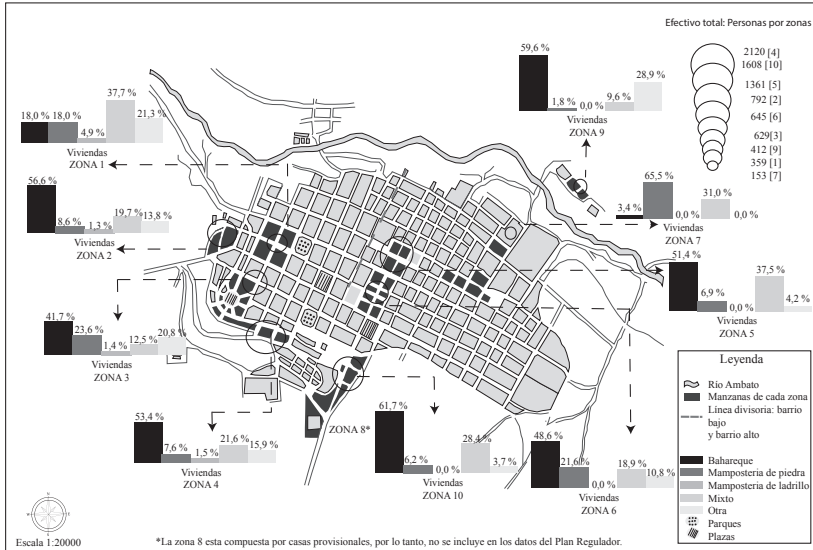 Efectivo total: Personas por zonas
2120 [4]
1608 [10]
1361 [5]
792 [2]
645 [6]
629[3]
412 [9]
359 [1]
153 [7]
18,0 % 18,0 % 4,9 % 37,7 % 21,3 %
Viviendas
ZONA 1
59,6 % 1,8 % 0,0 % 9,6 % 28,9 %
Viviendas
ZONA 9
56,6 % 8,6 % 1,3 % 19,7 % 13,8 %
Viviendas
ZONA 2
3,4 % 65,5 % 0,0 % 31,0 % 0,0 %
Viviendas
ZONA 7
51,4 % 6,9 % 0,0 % 37,5 % 4,2 %
Viviendas
ZONA 5
41,7 % 23,6 % 1,4 % 12,5 % 20,8 %
Viviendas
ZONA 3
53,4 % 7,6 % 1,5 % 21,6 % 15,9 %
Viviendas
ZONA 4
ZONA 8*
61,7 % 6,2 % 0,0 % 28,4 % 3,7 %
Viviendas
ZONA 10
48,6 % 21,6 % 0,0 % 18,9 % 10,8 %
Viviendas
ZONA 6
Leyenda
Río Ambato
Manzanas de cada zona
Línea divisoria: barrio
bajo
y barrio alto
Bahareque
Mamposteria de piedra
Mamposteria de ladrillo
Mixto
Otra
Parques
Plazas
Escala 1:20000
*La zona 8 esta compuesta por casas provisionales, por lo tanto, no se incluye en los datos del Plan Regulador.